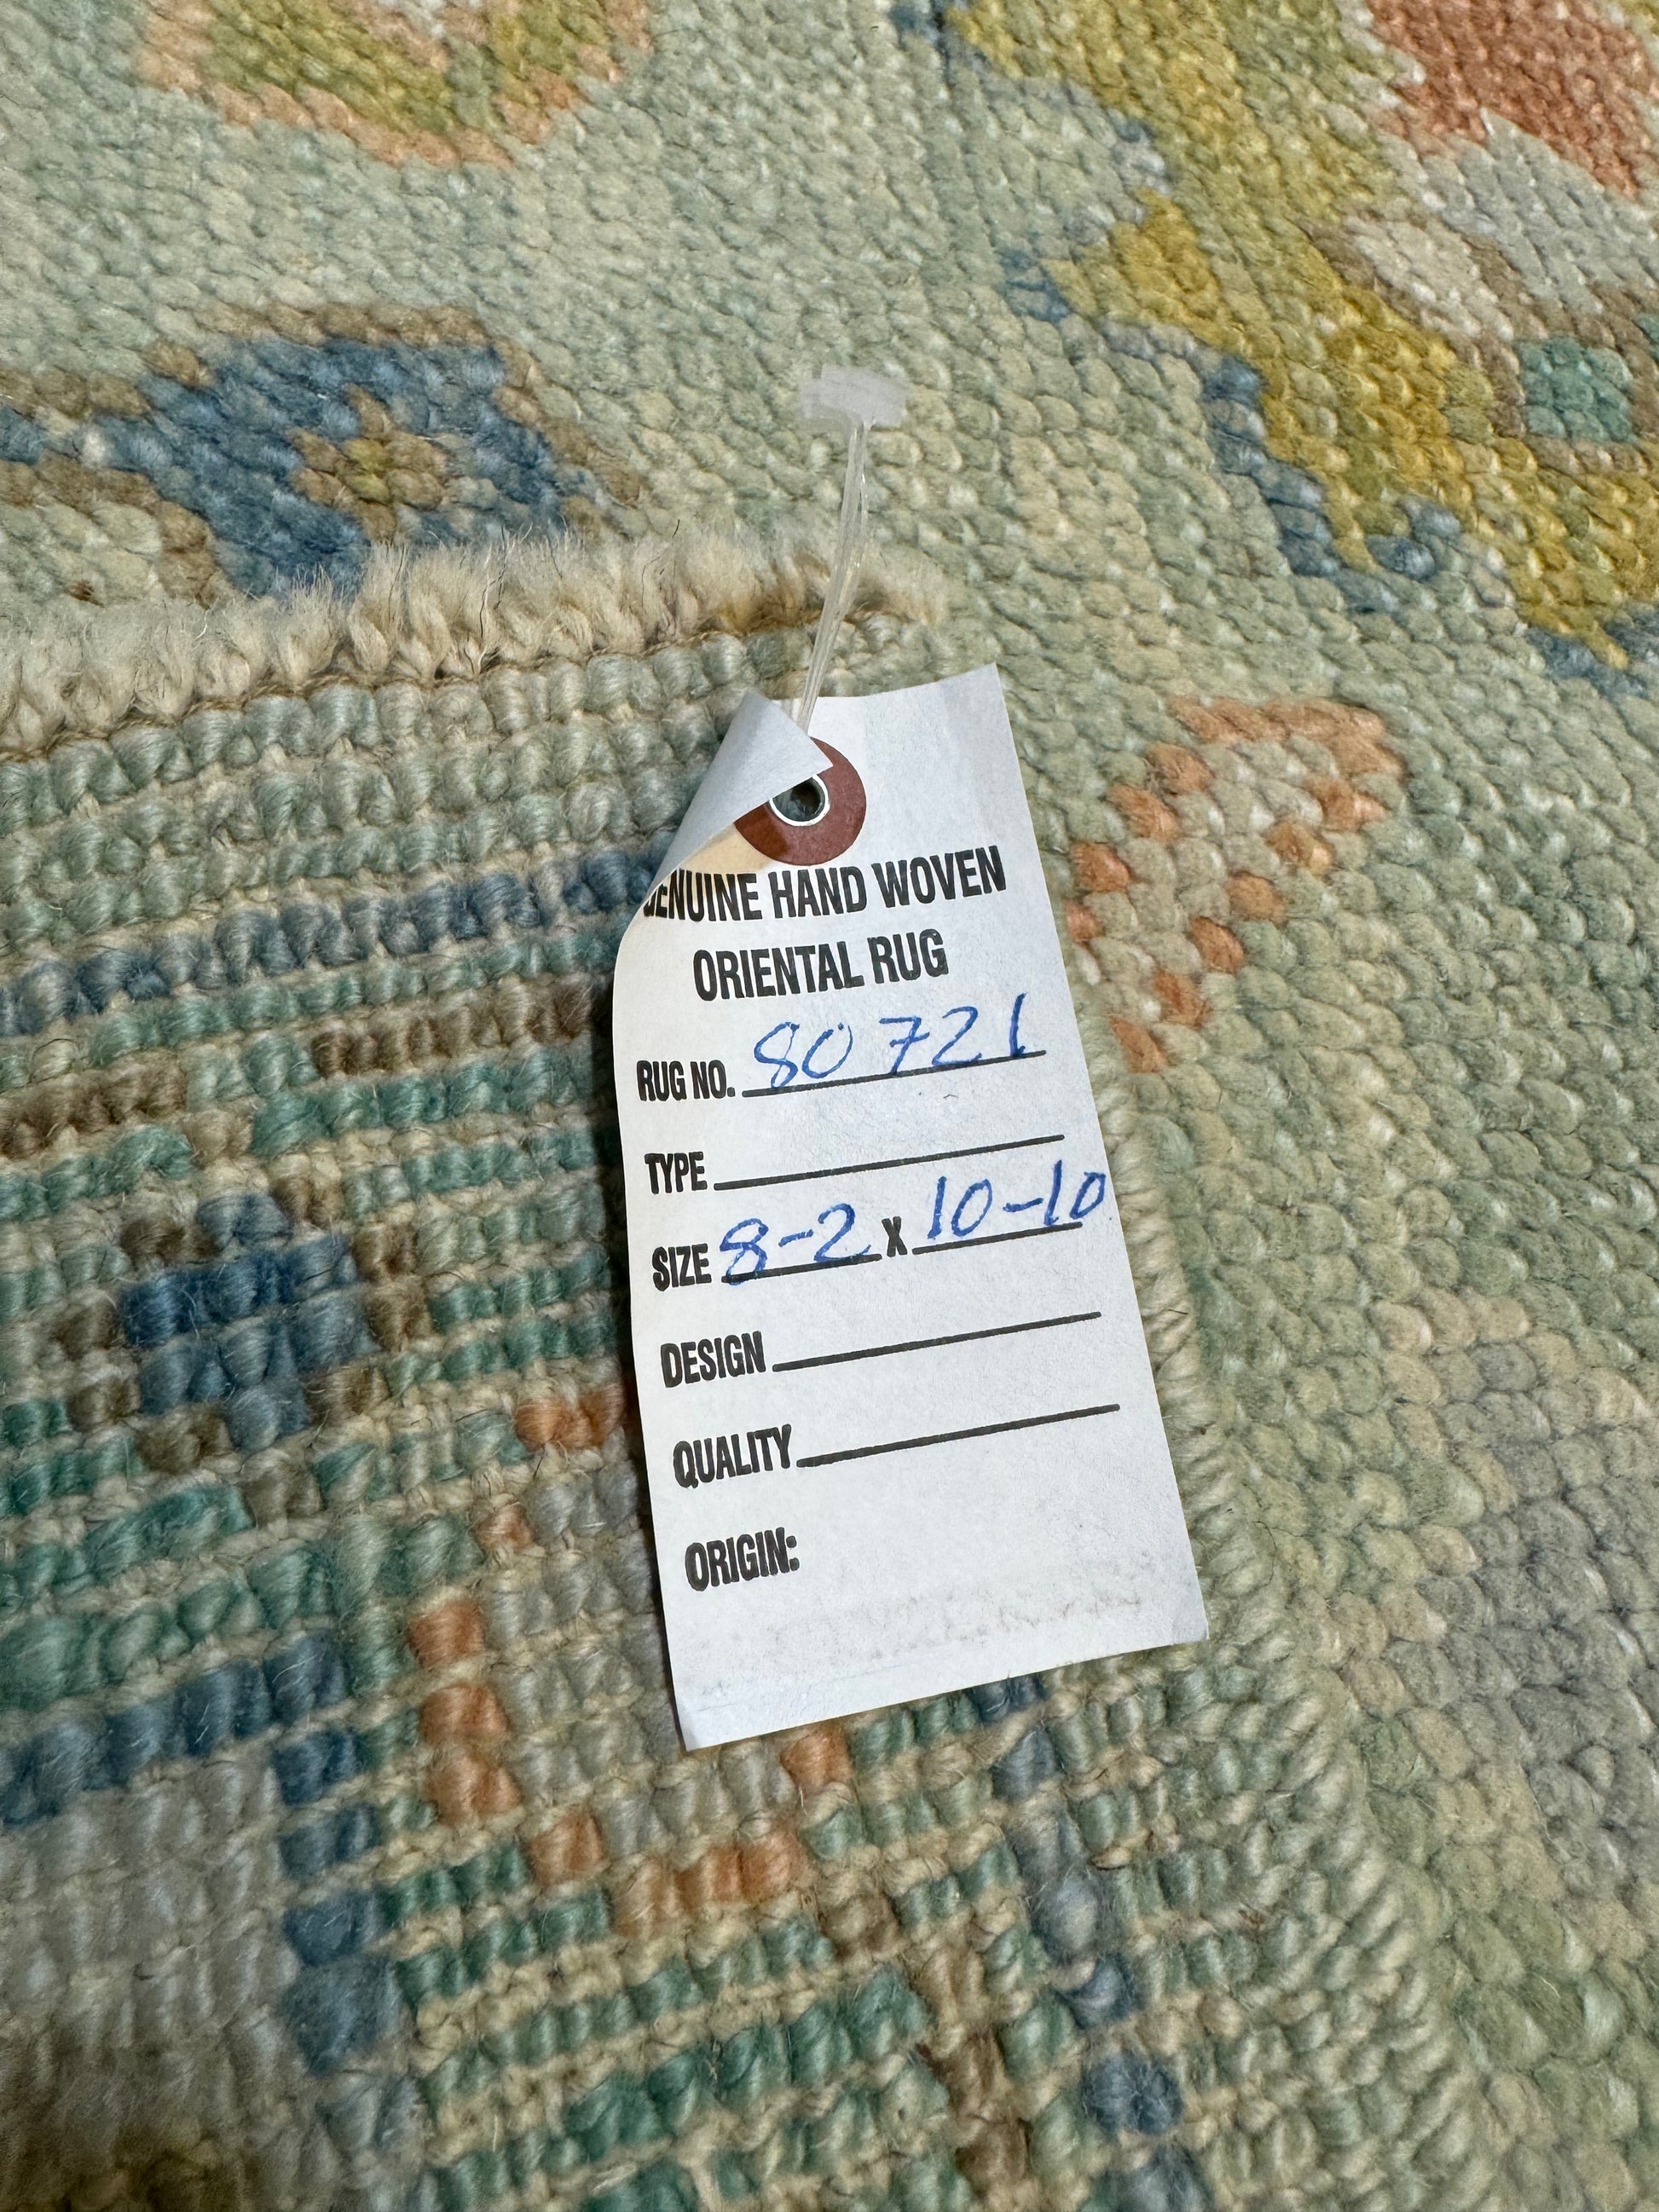 GENUINE HAND WOVEN
ORIENTAL RUG
RUG NO. 80721
TYPE
SIZE 8-2 X 10-10
DESIGN
QUALITY
ORIGIN: